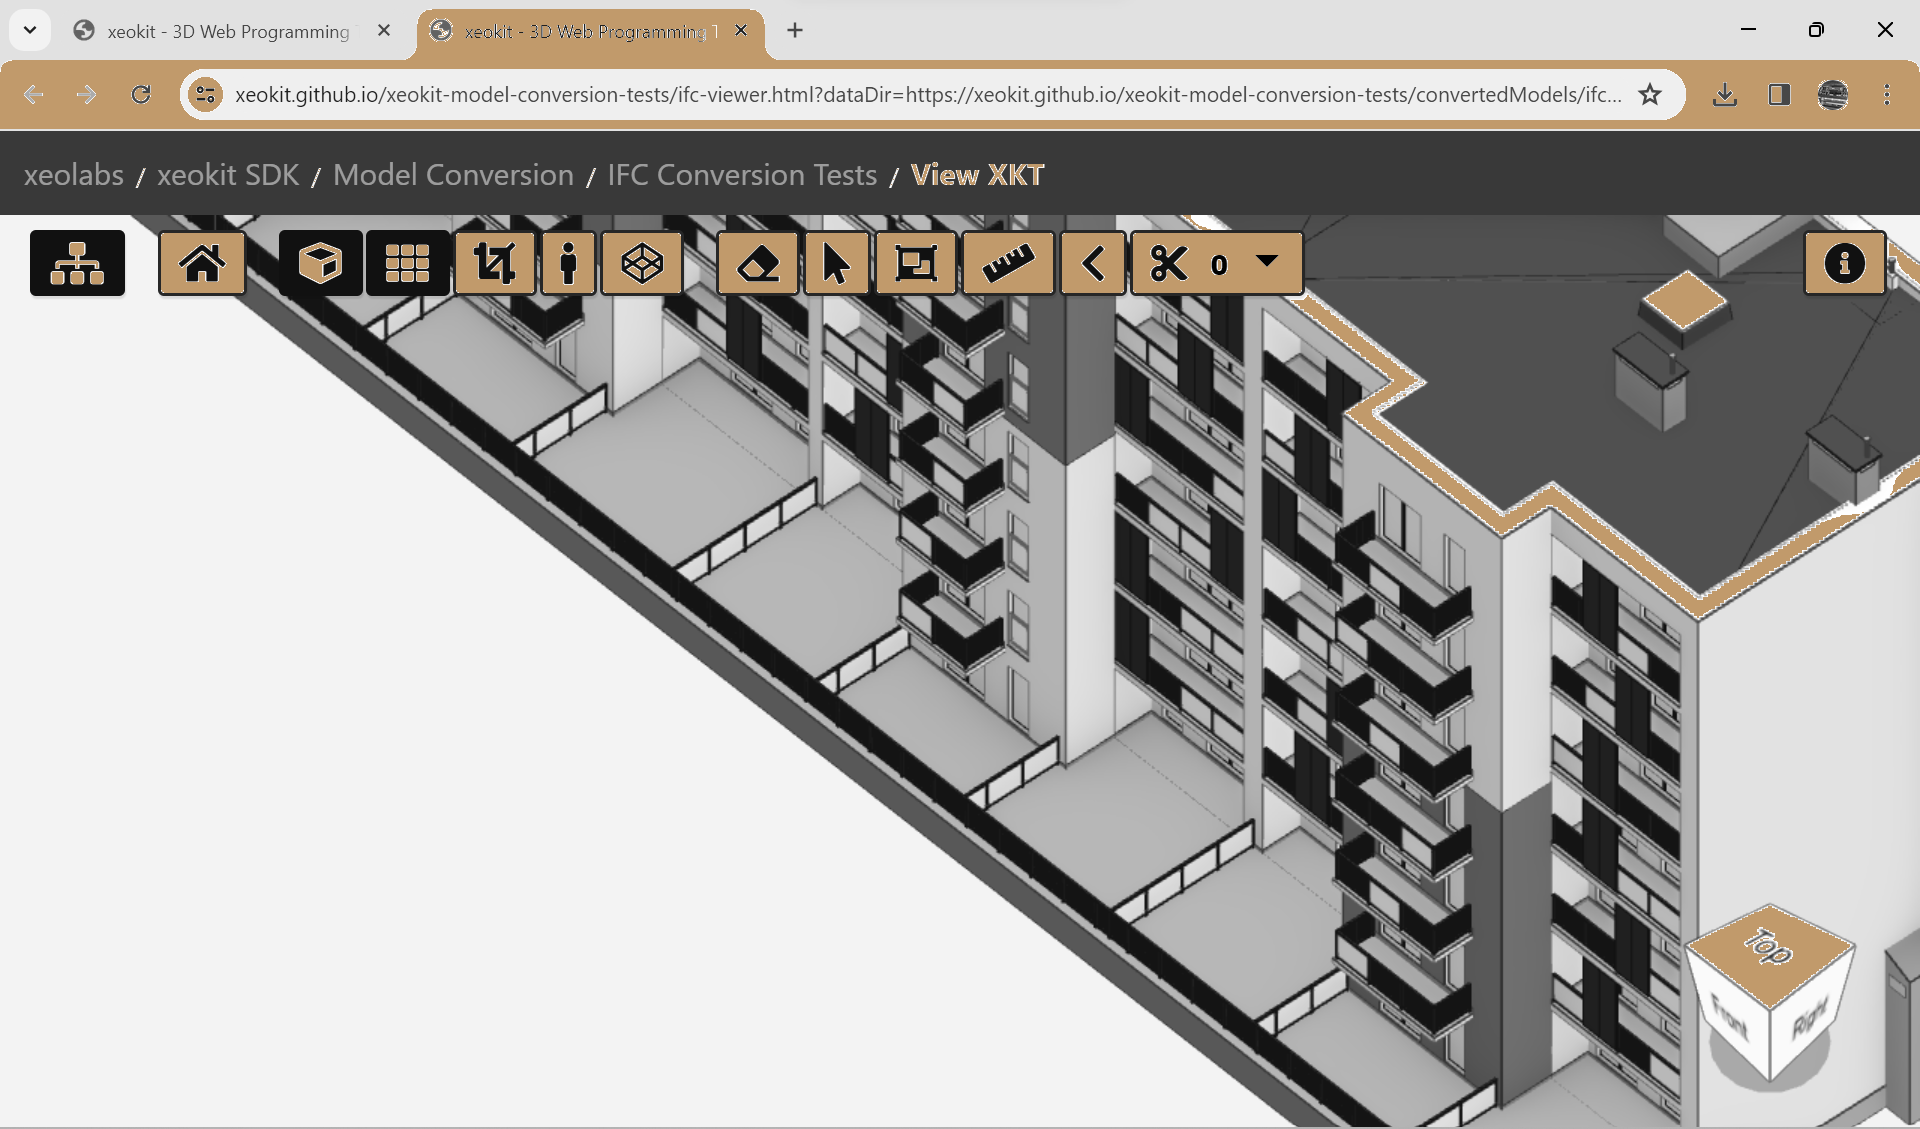 xeokit - 3D Web Programming
xeokit - 3D Web Programming T
xeokit.github.io/xeokit-model-conversion-tests/ifc-viewer.html?dataDir=https://xeokit.github.io/xeokit-model-conversion-tests/convertedModels/ifc...
xeolabs / xeokit SDK / Model Conversion / IFC Conversion Tests / View XKT
0
Top
Front
Right